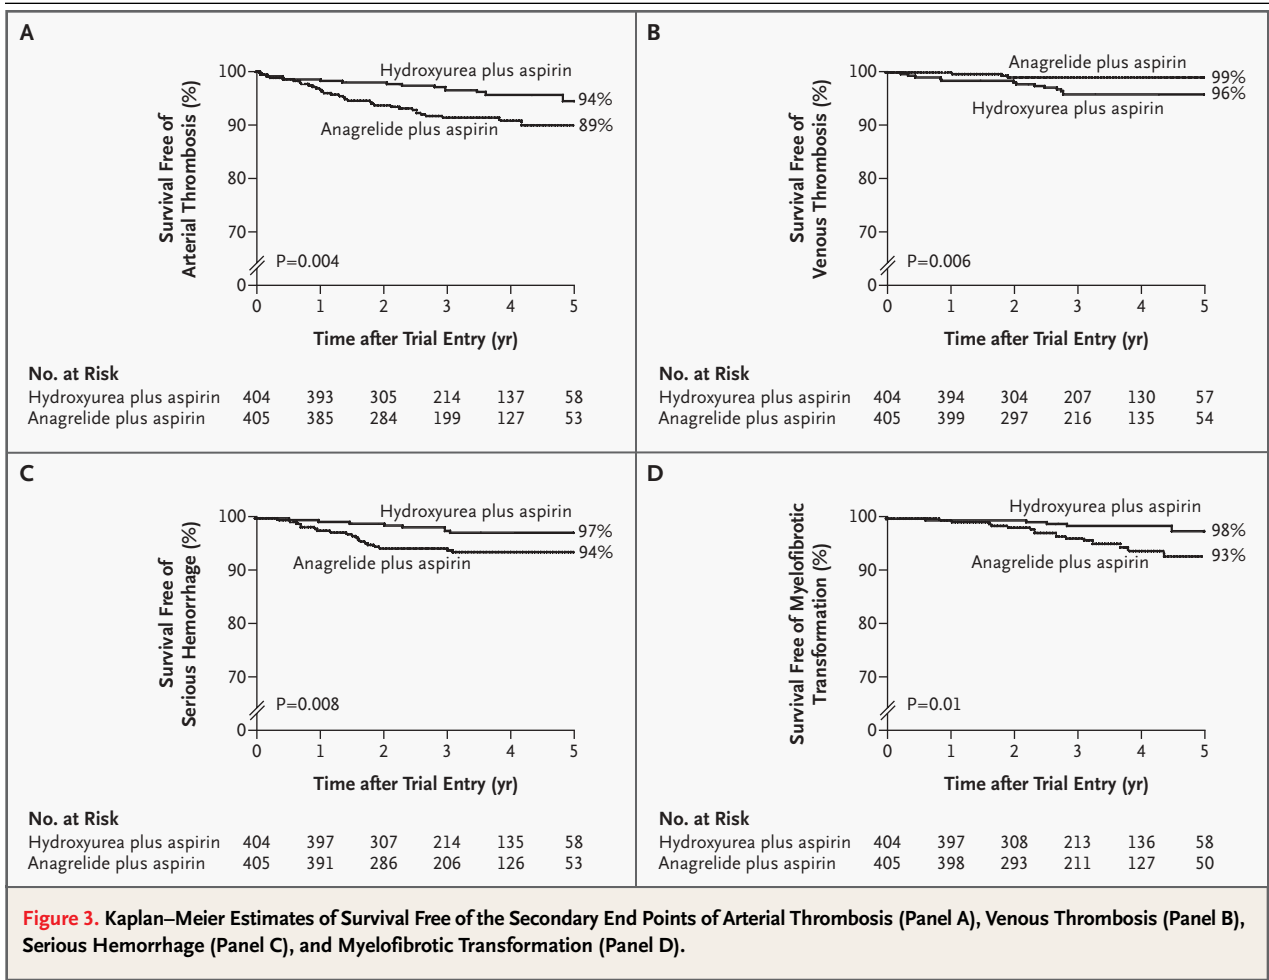 A
Survival Free of
Arterial Thrombosis (%)
100
90
80
70
0
Hydroxyurea plus aspirin
94%
Anagrelide plus aspirin
89%
P=0.004
0 1 2 3 4 5
Time after Trial Entry (yr)
No. at Risk
Hydroxyurea plus aspirin 404 393 305 214 137 58
Anagrelide plus aspirin 405 385 284 199 127 53
B
Survival Free of
Venous Thrombosis (%)
100
90
80
70
0
Anagrelide plus aspirin
99%
96%
Hydroxyurea plus aspirin
P=0.006
0 1 2 3 4 5
Time after Trial Entry (yr)
No. at Risk
Hydroxyurea plus aspirin 404 394 304 207 130 57
Anagrelide plus aspirin 405 399 297 216 135 54
C
Survival Free of
Serious Hemorrhage (%)
100
90
80
70
0
Hydroxyurea plus aspirin
97%
94%
Anagrelide plus aspirin
P=0.008
0 1 2 3 4 5
Time after Trial Entry (yr)
No. at Risk
Hydroxyurea plus aspirin 404 397 307 214 135 58
Anagrelide plus aspirin 405 391 286 206 126 53
D
Survival Free of Myelofibrotic
Transformation (%)
100
90
80
70
0
Hydroxyurea plus aspirin
98%
93%
Anagrelide plus aspirin
P=0.01
0 1 2 3 4 5
Time after Trial Entry (yr)
No. at Risk
Hydroxyurea plus aspirin 404 397 308 213 136 58
Anagrelide plus aspirin 405 398 293 211 127 50
Figure 3. Kaplan–Meier Estimates of Survival Free of the Secondary End Points of Arterial Thrombosis (Panel A), Venous Thrombosis (Panel B),
Serious Hemorrhage (Panel C), and Myelofibrotic Transformation (Panel D).